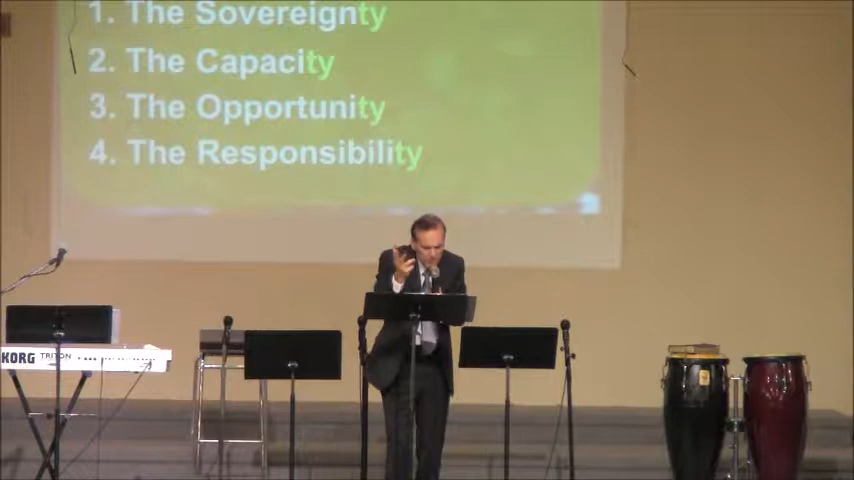 1. The Sovereignty
2. The Capacity
3. The Opportunity
4. The Responsibility
KORG TRITON